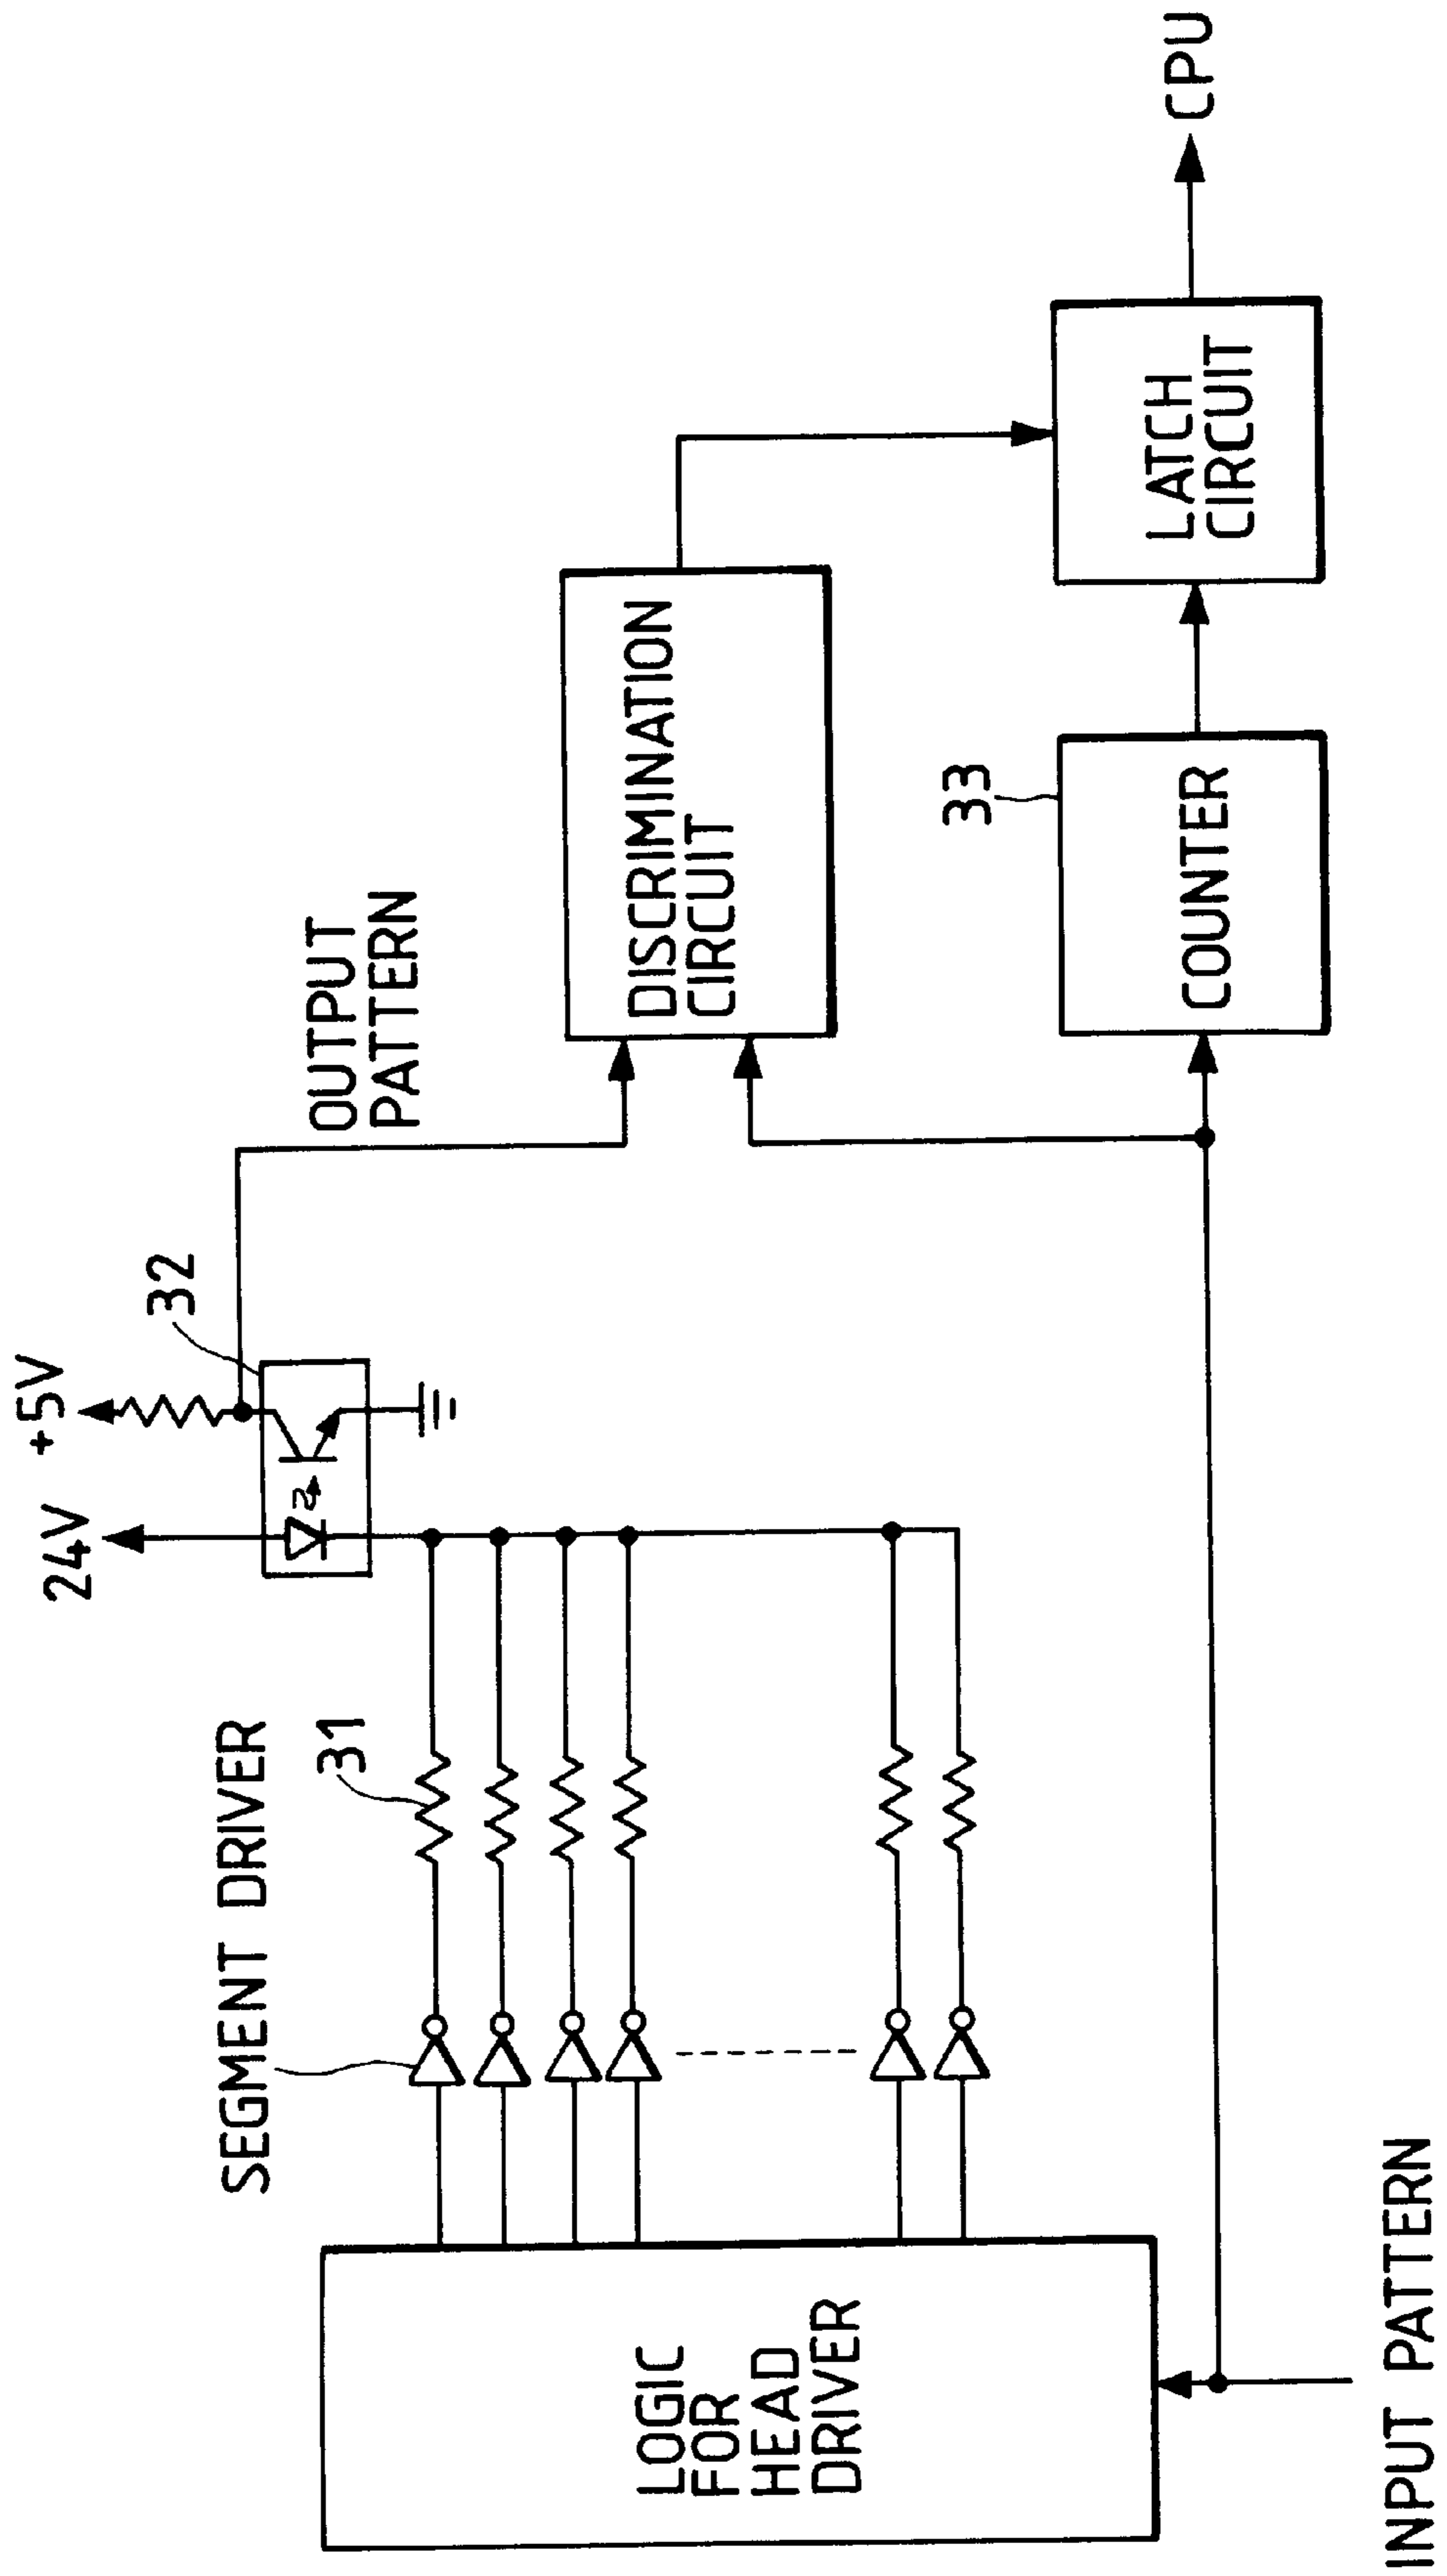 24V
+5V
32
SEGMENT DRIVER
31
OUTPUT
PATTERN
LOGIC
FOR
HEAD
DRIVER
DISCRIMINATION
CIRCUIT
33
COUNTER
LATCH
CIRCUIT
CPU
INPUT PATTERN